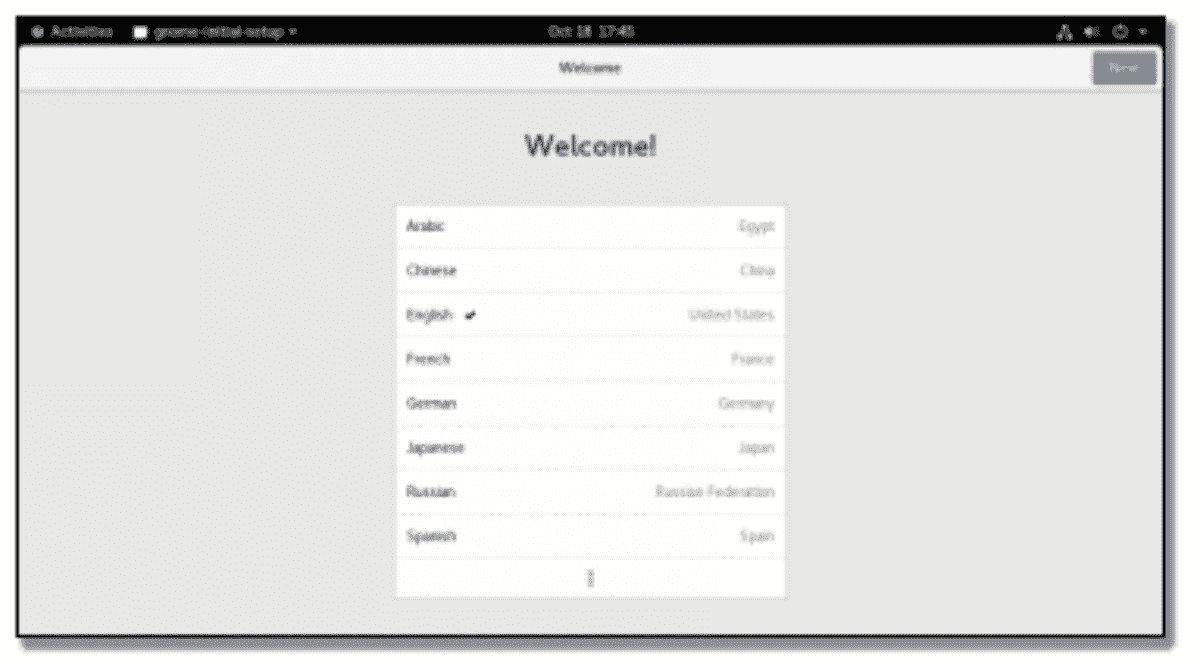 Activities gnome-initial-setup Oct 18 17:45
Welcome Next
Welcome!
Arabic Egypt
Chinese China
English ✔ United States
French France
German Germany
Japanese Japan
Russian Russian Federation
Spanish Spain